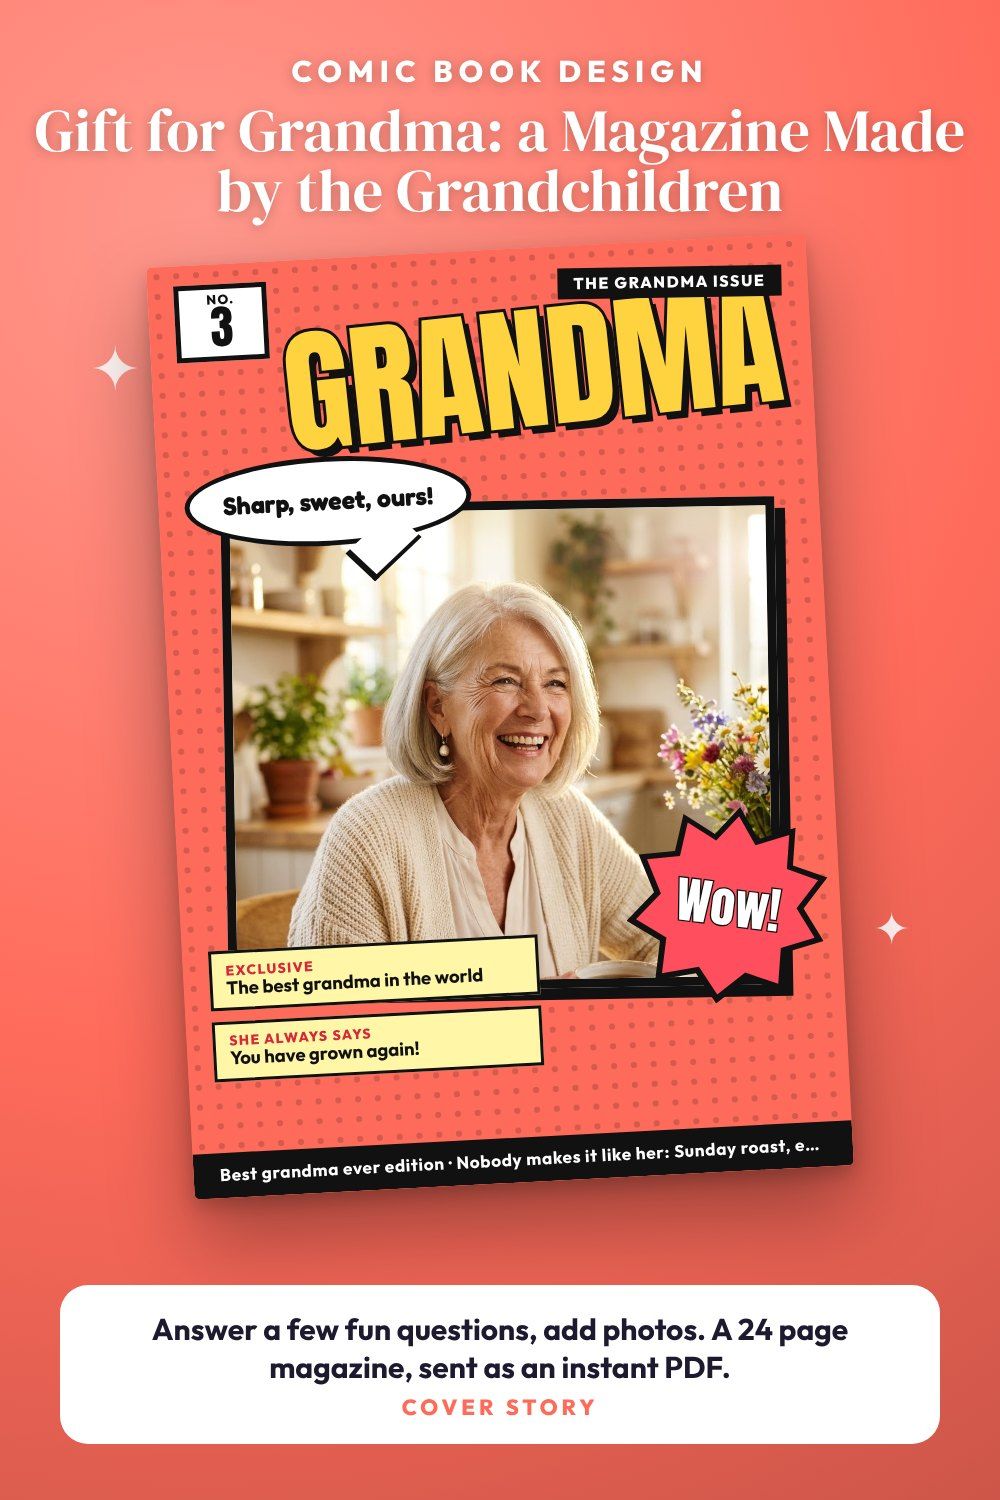 COMIC BOOK DESIGN
Gift for Grandma: a Magazine Made
by the Grandchildren
NO.
3
THE GRANDMA ISSUE
GRANDMA
Sharp, sweet, ours!
Wow!
EXCLUSIVE
The best grandma in the world
SHE ALWAYS SAYS
You have grown again!
Best grandma ever edition · Nobody makes it like her: Sunday roast, e...
Answer a few fun questions, add photos. A 24 page
magazine, sent as an instant PDF.
COVER STORY